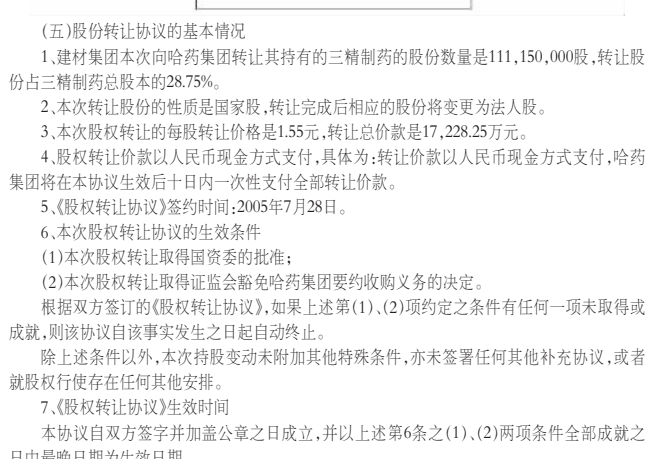 (五)股份转让协议的基本情况
1、建材集团本次向哈药集团转让其持有的三精制药的股份数量是111,150,000股,转让股
份占三精制药总股本的28.75%。
2、本次转让股份的性质是国家股,转让完成后相应的股份将变更为法人股。
3、本次股权转让的每股转让价格是1.55元,转让总价款是17,228.25万元。
4、股权转让价款以人民币现金方式支付,具体为:转让价款以人民币现金方式支付,哈药
集团将在本协议生效后十日内一次性支付全部转让价款。
5、《股权转让协议》签约时间:2005年7月28日。
6、本次股权转让协议的生效条件
(1)本次股权转让取得国资委的批准;
(2)本次股权转让取得证监会豁免哈药集团要约收购义务的决定。
根据双方签订的《股权转让协议》,如果上述第(1)、(2)项约定之条件有任何一项未取得或
成就,则该协议自该事实发生之日起自动终止。
除上述条件以外,本次持股变动未附加其他特殊条件,亦未签署任何其他补充协议,或者
就股权行使存在任何其他安排。
7、《股权转让协议》生效时间
本协议自双方签字并加盖公章之日成立,并以上述第6条之(1)、(2)两项条件全部成就之
日中最晚日期为生效日期